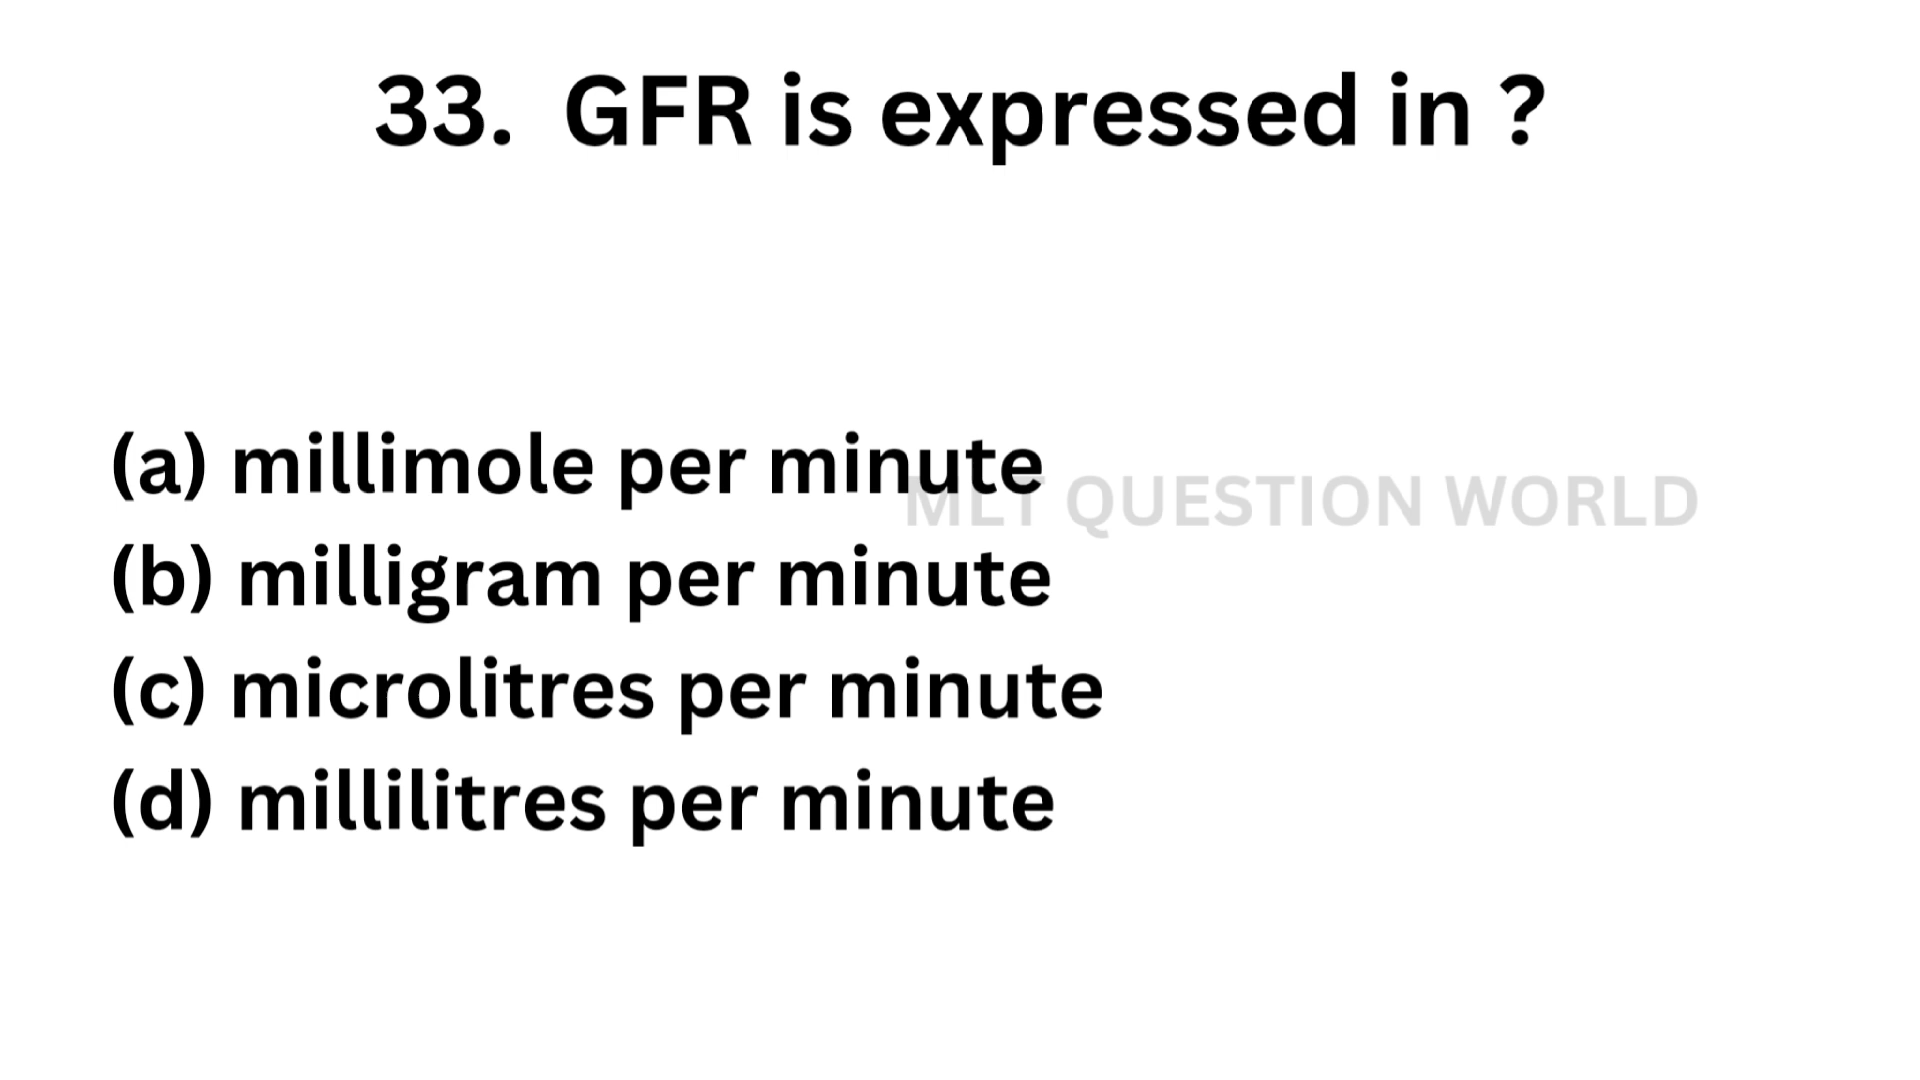 33. GFR is expressed in ?
(a) millimole per minute
MLT QUESTION WORLD
(b) milligram per minute
(c) microlitres per minute
(d) millilitres per minute